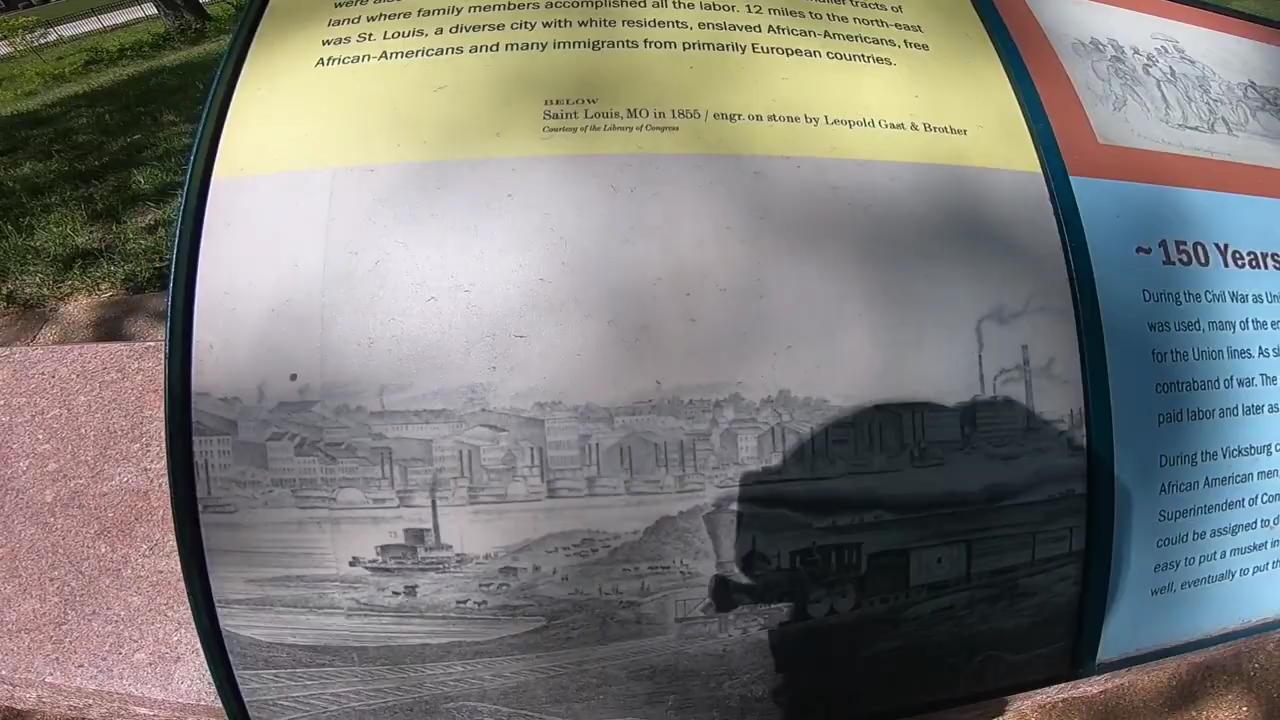 were also
smaller tracts of
land where family members accomplished all the labor. 12 miles to the north-east
was St. Louis, a diverse city with white residents, enslaved African-Americans, free
African-Americans and many immigrants from primarily European countries.
BELOW
Saint Louis, MO in 1855 / engr. on stone by Leopold Gast & Brother
Courtesy of the Library of Congress
~150 Years
During the Civil War as
was used, many of the
for the Union lines. As
contraband of war. The
paid labor and later as
During the Vicksburg
African American men
Superintendent of
could be assigned to
easy to put a musket in
well, eventually to put